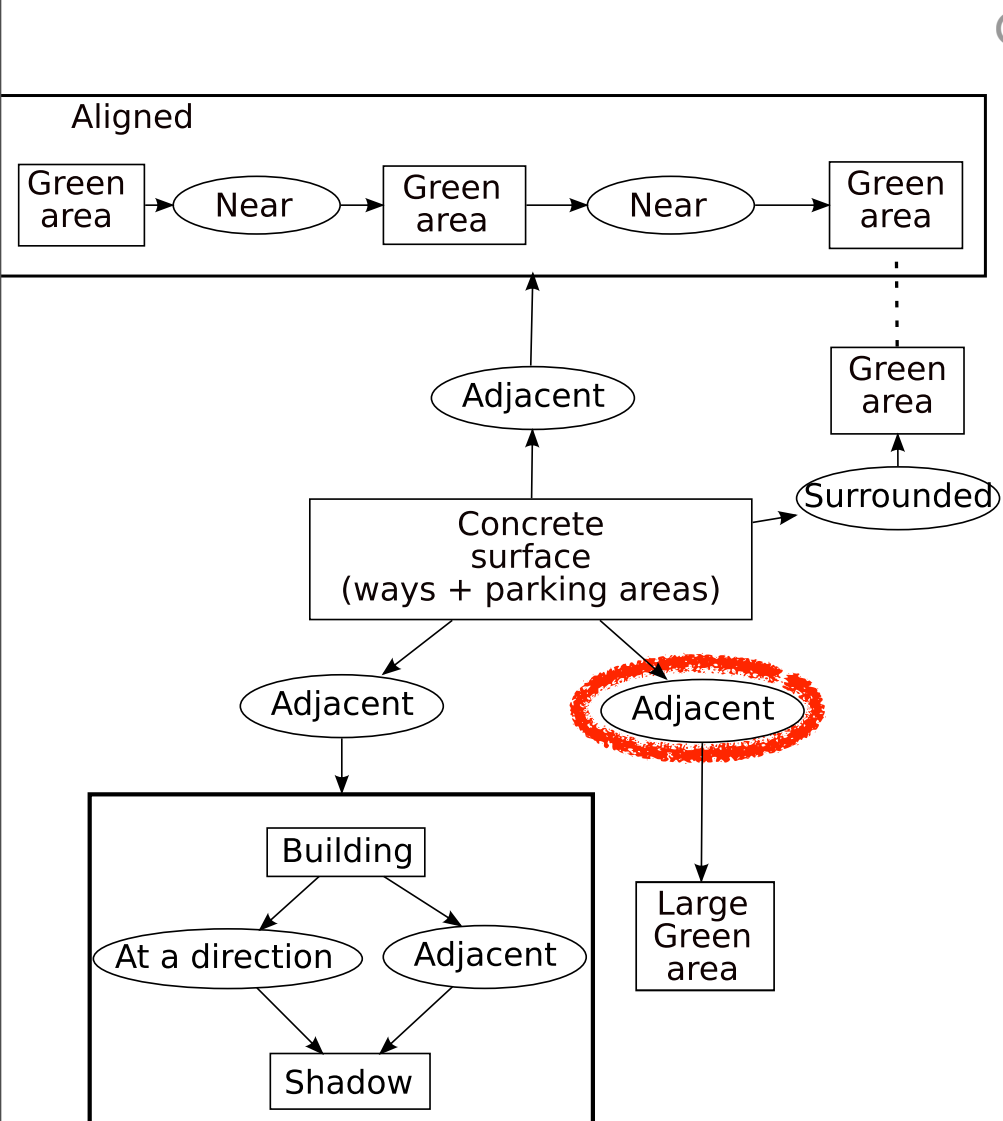 Aligned
Green
area
Near
Green
area
Near
Green
area
Adjacent
Green
area
Surrounded
Concrete
surface
(ways + parking areas)
Adjacent
Adjacent
Building
At a direction
Adjacent
Shadow
Large
Green
area